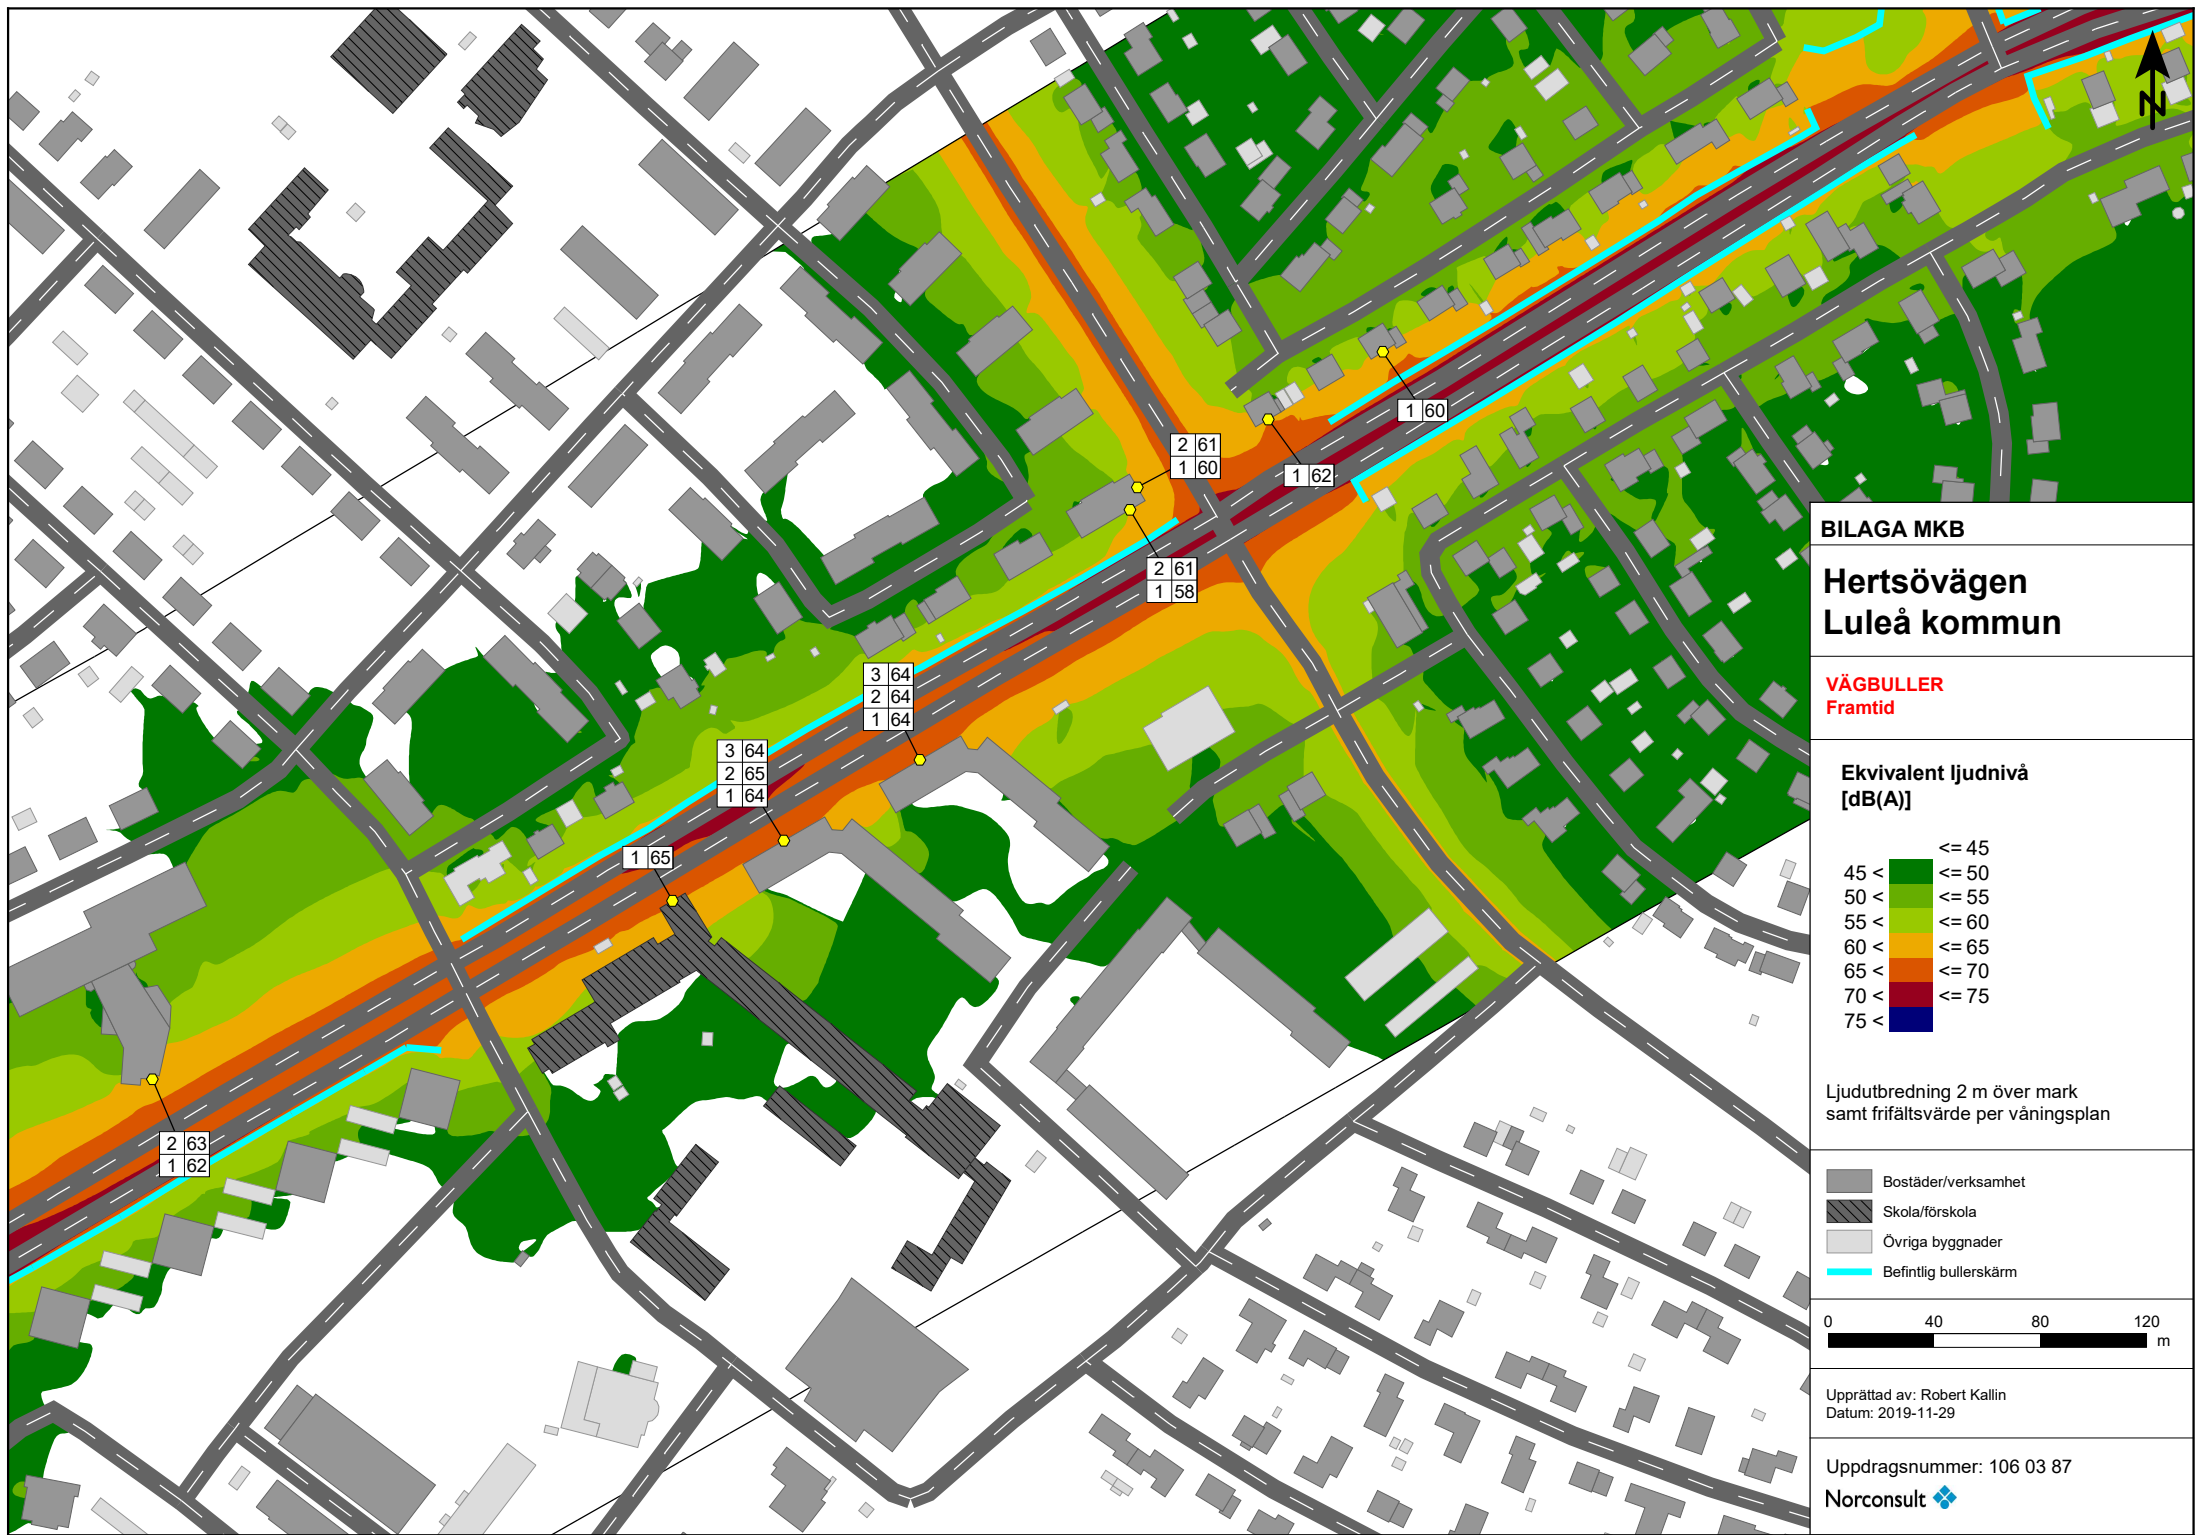 N
1 60
2 61
1 60
1 62
2 61
1 58
3 64
2 64
1 64
3 64
2 65
1 64
1 65
2 63
1 62
BILAGA MKB
Hertsövägen
Luleå kommun
VÄGBULLER
Framtid
Ekvivalent ljudnivå
[dB(A)]
<= 45
45 < <= 50
50 < <= 55
55 < <= 60
60 < <= 65
65 < <= 70
70 < <= 75
75 <
Ljudutbredning 2 m över mark
samt frifältsvärde per våningsplan
Bostäder/verksamhet
Skola/förskola
Övriga byggnader
Befintlig bullerskärm
0 40 80 120
m
Upprättad av: Robert Kallin
Datum: 2019-11-29
Uppdragsnummer: 106 03 87
Norconsult